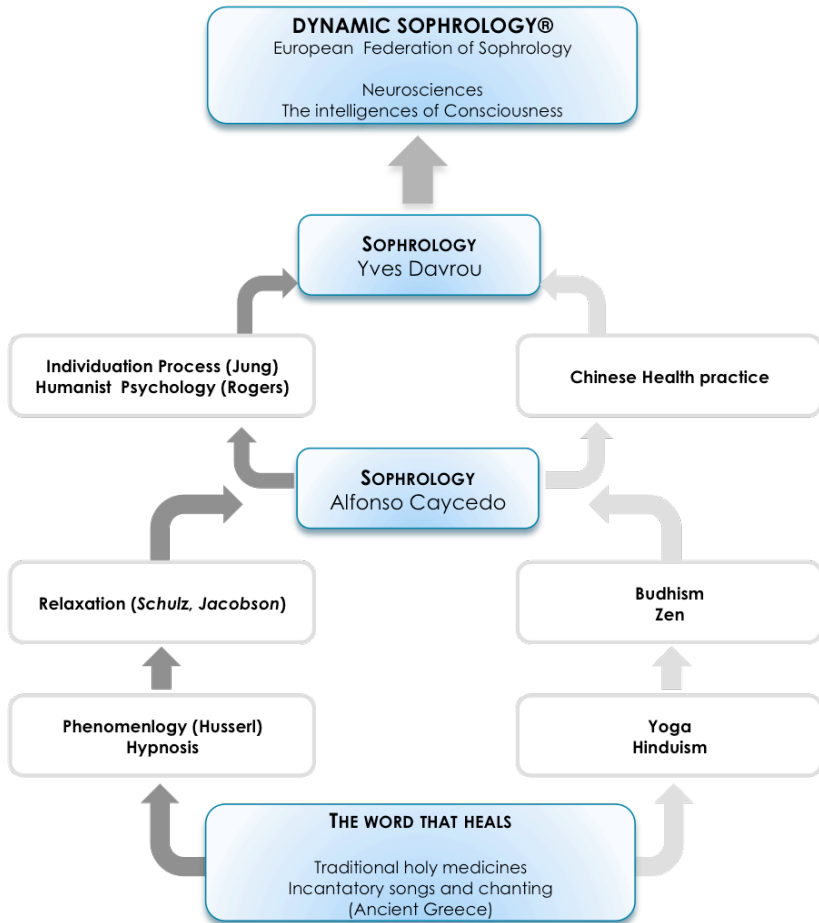 DYNAMIC SOPHROLOGY®
European Federation of Sophrology
Neurosciences
The intelligences of Consciousness
SOPHROLOGY
Yves Davrou
Individuation Process (Jung)
Humanist Psychology (Rogers)
Chinese Health practice
SOPHROLOGY
Alfonso Caycedo
Relaxation (Schulz, Jacobson)
Budhism
Zen
Phenomenlogy (Husserl)
Hypnosis
Yoga
Hinduism
THE WORD THAT HEALS
Traditional holy medicines
Incantatory songs and chanting
(Ancient Greece)